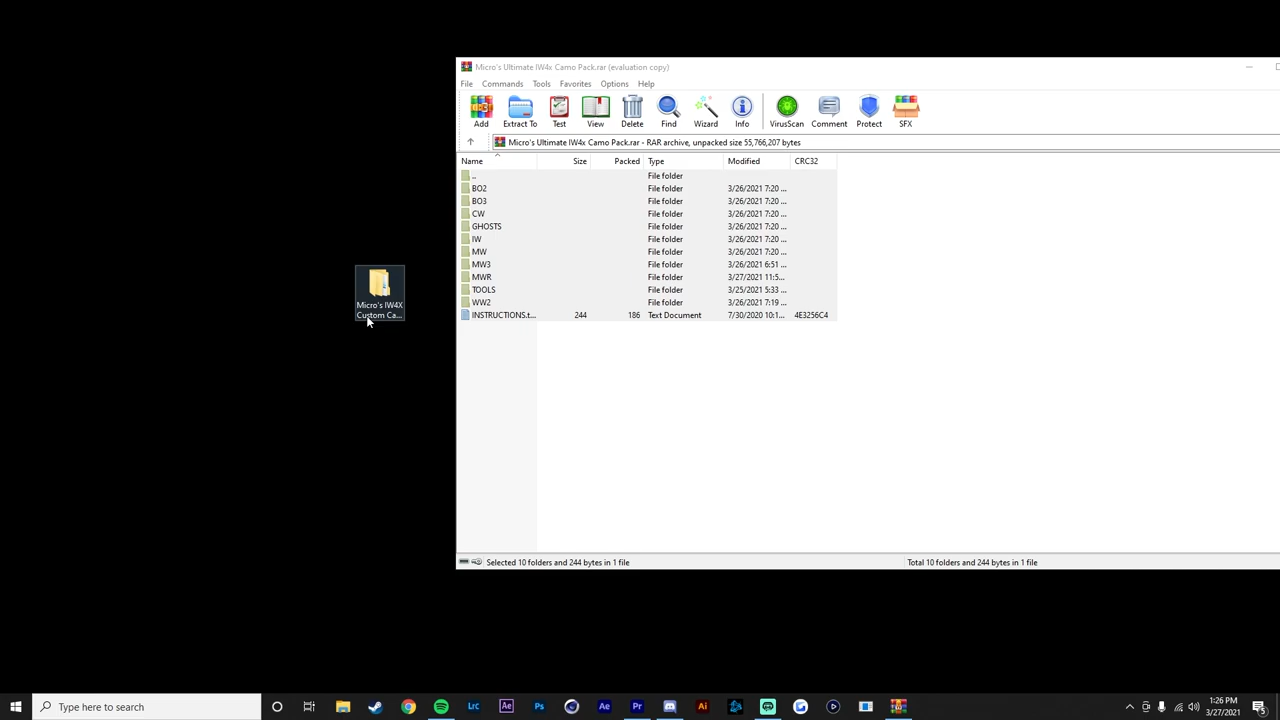 Micro's Ultimate IW4x Camo Pack.rar (evaluation copy)
File Commands Tools Favorites Options Help
Add Extract To Test View Delete Find Wizard Info VirusScan Comment Protect SFX
Micro's Ultimate IW4x Camo Pack.rar - RAR archive, unpacked size 55,766,207 bytes
Name Size Packed Type Modified CRC32
.. File folder
BO2 File folder 3/26/2021 7:20 ...
BO3 File folder 3/26/2021 7:20 ...
CW File folder 3/26/2021 7:20 ...
GHOSTS File folder 3/26/2021 7:20 ...
IW File folder 3/26/2021 7:20 ...
MW File folder 3/26/2021 7:20 ...
MW3 File folder 3/26/2021 6:51 ...
MWR File folder 3/27/2021 11:5...
TOOLS File folder 3/25/2021 5:33 ...
WW2 File folder 3/26/2021 7:19 ...
INSTRUCTIONS.t... 244 186 Text Document 7/30/2020 10:1... 4E3256C4
Micro's IW4X
Custom Ca...
Selected 10 folders and 244 bytes in 1 file Total 10 folders and 244 bytes in 1 file
Type here to search
Lrc Ae Ps Ae Pr Ai
1:26 PM
3/27/2021